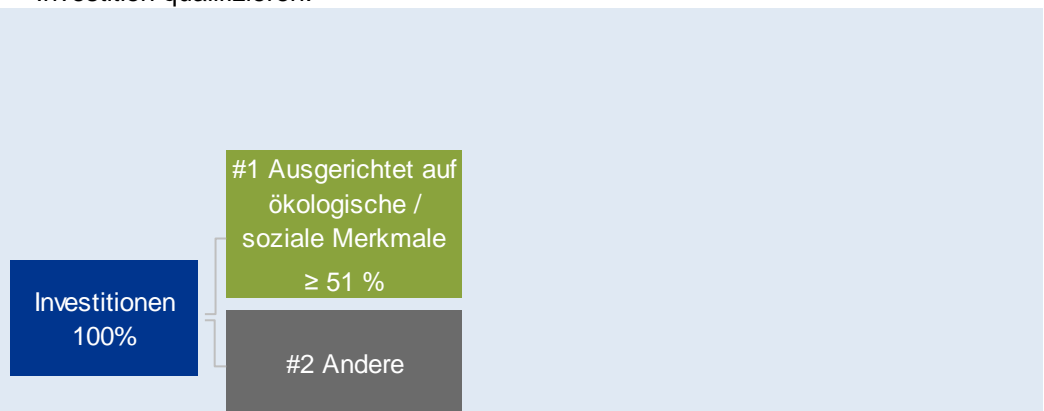 Investition qualifizieren.
#1 Ausgerichtet auf
ökologische /
soziale Merkmale
≥ 51 %
Investitionen
100%
#2 Andere